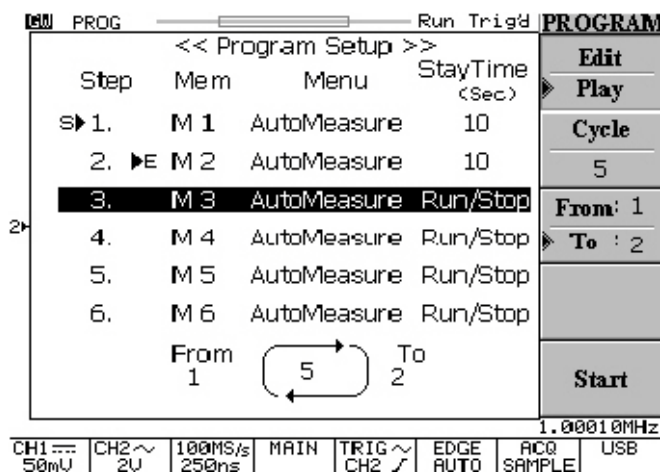 GW PROG Run Trig'd PROGRAM
<< Program Setup >>
Step Mem Menu StayTime (Sec)
S 1. M 1 AutoMeasure 10
2. E M 2 AutoMeasure 10
3. M 3 AutoMeasure Run/Stop
4. M 4 AutoMeasure Run/Stop
5. M 5 AutoMeasure Run/Stop
6. M 6 AutoMeasure Run/Stop
From 1 5 To 2
2
Edit
Play
Cycle
5
From: 1
To : 2
Start
1.00010MHz
CH1 CH2 100MS/s MAIN TRIG EDGE ACQ USB
50mV 2V 250ns CH2 AUTO SAMPLE